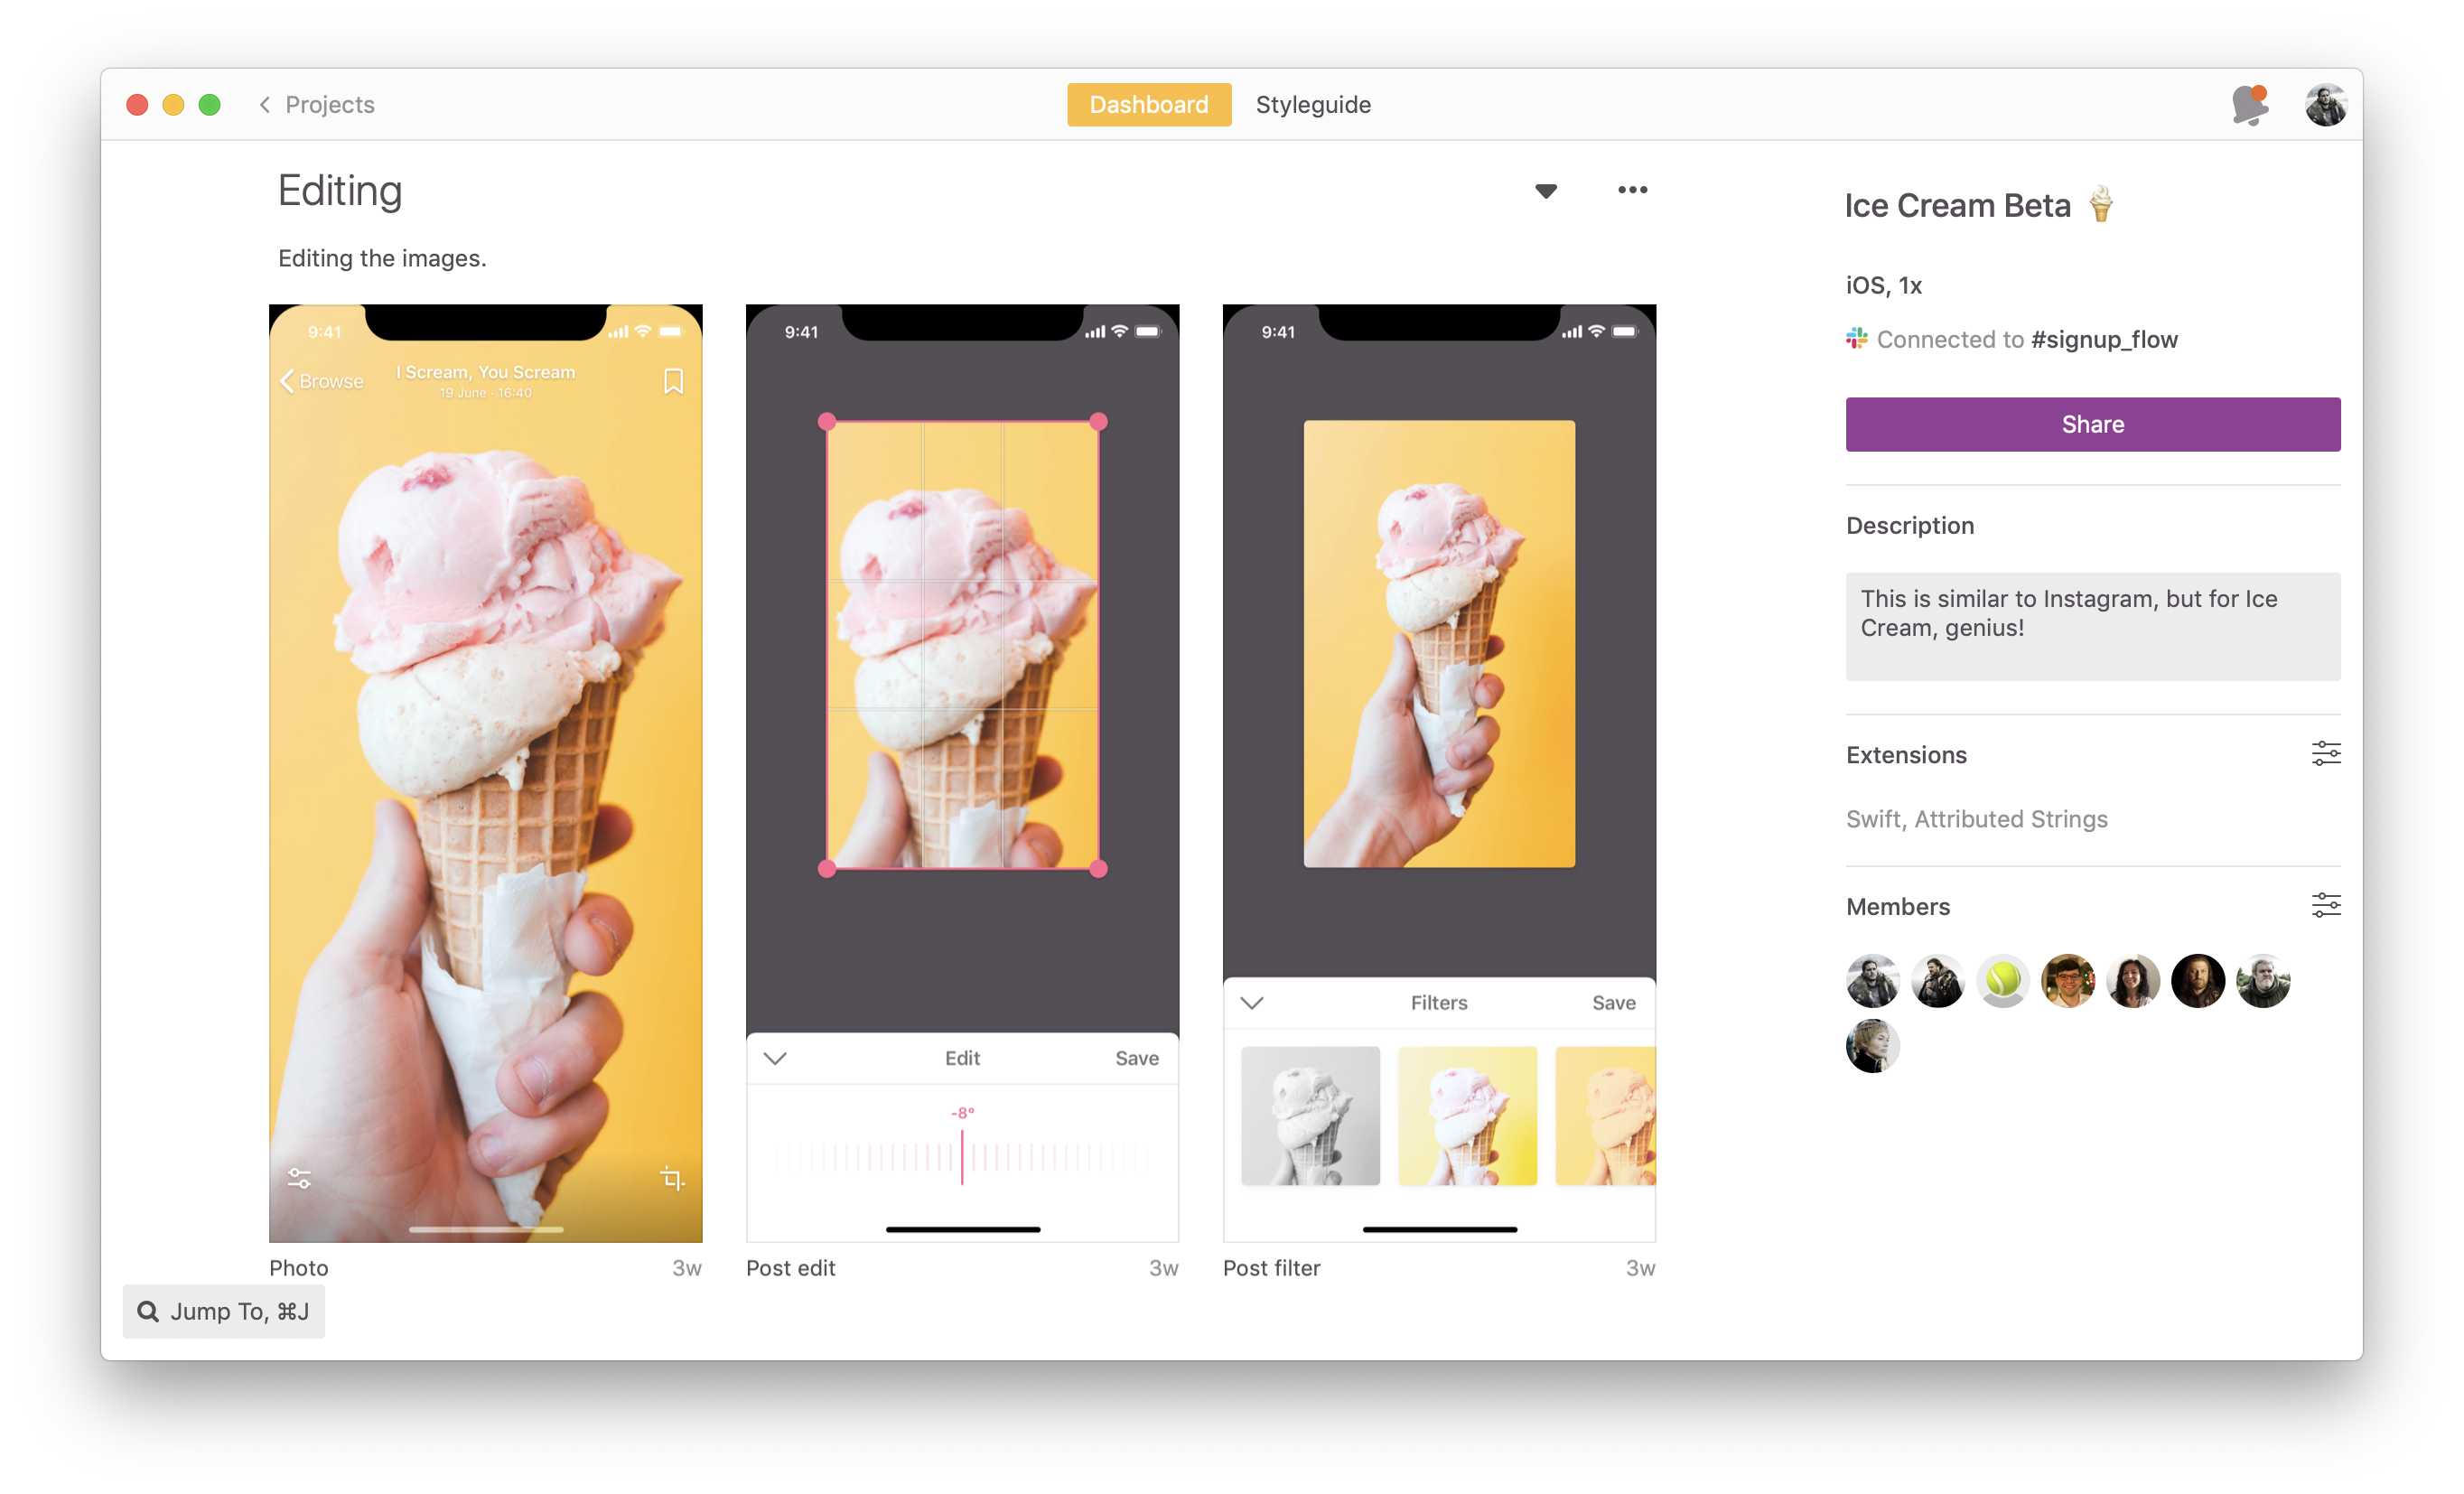 Projects
Dashboard
Styleguide
Editing
Editing the images.
9:41
Browse
I Scream, You Scream
19 June - 16:40
Photo
3w
9:41
Edit
Save
-8°
Post edit
3w
9:41
Filters
Save
Post filter
3w
Jump To, ⌘J
Ice Cream Beta
iOS, 1x
Connected to #signup_flow
Share
Description
This is similar to Instagram, but for Ice
Cream, genius!
Extensions
Swift, Attributed Strings
Members